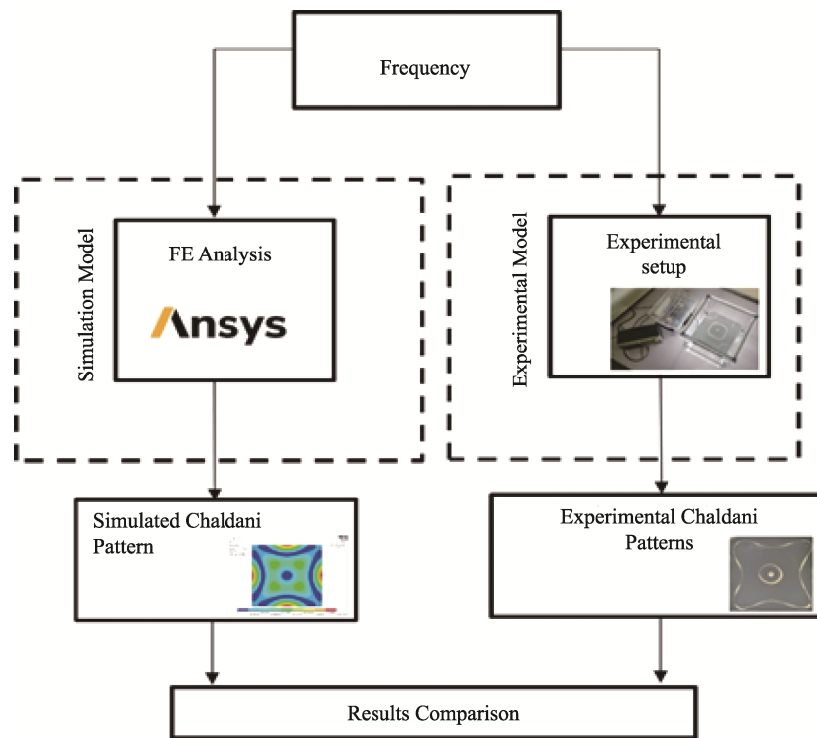 Frequency
Simulation Model
FE Analysis
Ansys
Experimental Model
Experimental
setup
Simulated Chaldani
Pattern
Experimental Chaldani
Patterns
Results Comparison